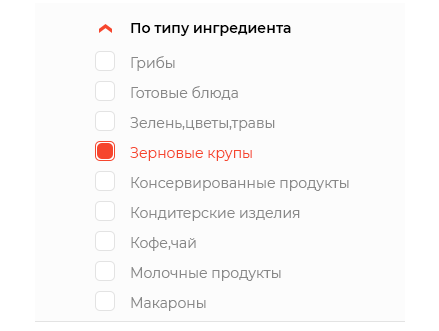 По типу ингредиента
Грибы
Готовые блюда
Зелень,цветы,травы
Зерновые крупы
Консервированные продукты
Кондитерские изделия
Кофе,чай
Молочные продукты
Макароны